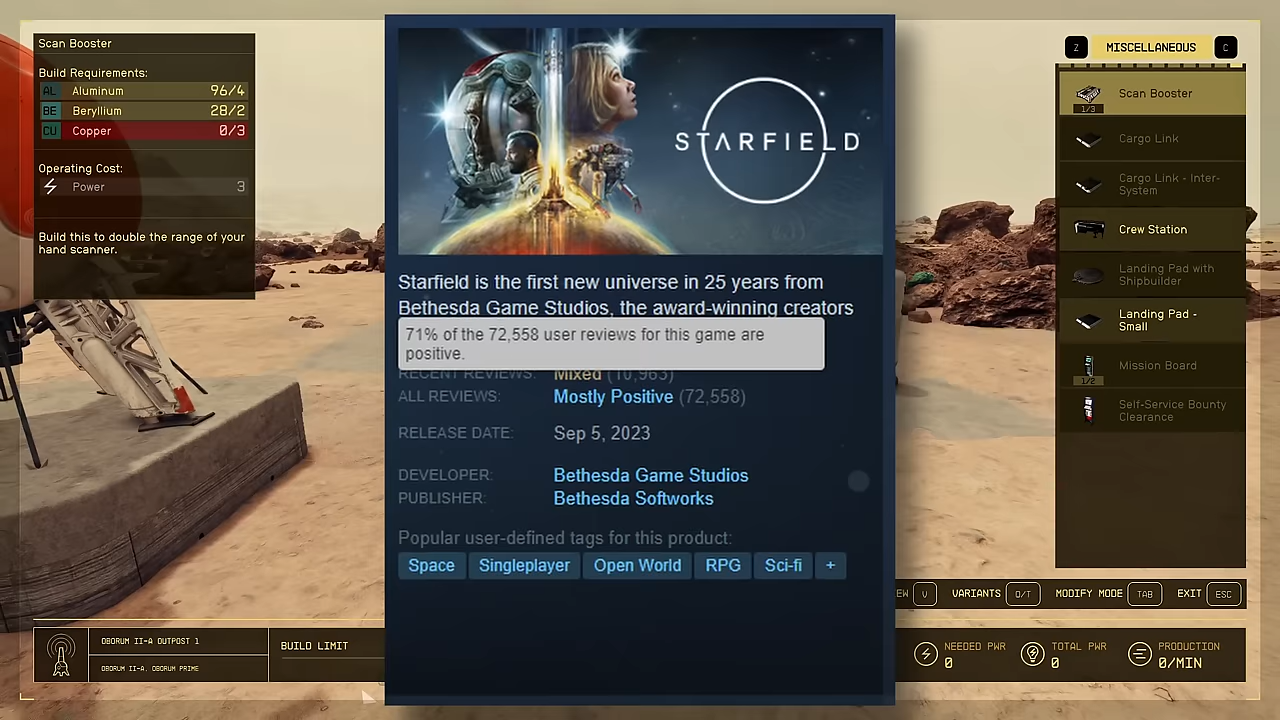 Scan Booster
Build Requirements:
AL Aluminum 96/4
BE Beryllium 28/2
CU Copper 0/3
Operating Cost:
Power 3
Build this to double the range of your
hand scanner.
STARFIELD
Starfield is the first new universe in 25 years from
Bethesda Game Studios, the award-winning creators
71% of the 72,558 user reviews for this game are
positive.
RECENT REVIEWS: Mixed (10,963)
ALL REVIEWS: Mostly Positive (72,558)
RELEASE DATE: Sep 5, 2023
DEVELOPER: Bethesda Game Studios
PUBLISHER: Bethesda Softworks
Popular user-defined tags for this product:
Space Singleplayer Open World RPG Sci-fi +
Z MISCELLANEOUS C
Scan Booster
1/3
Cargo Link
Cargo Link - Inter-
System
Crew Station
Landing Pad with
Shipbuilder
Landing Pad -
Small
Mission Board
1/2
Self-Service Bounty
Clearance
EW V VARIANTS Q/T MODIFY MODE TAB EXIT ESC
OBORUM II-A OUTPOST 1
OBORUM II-A, OBORUM PRIME
BUILD LIMIT
NEEDED PWR
0
TOTAL PWR
0
PRODUCTION
0/MIN